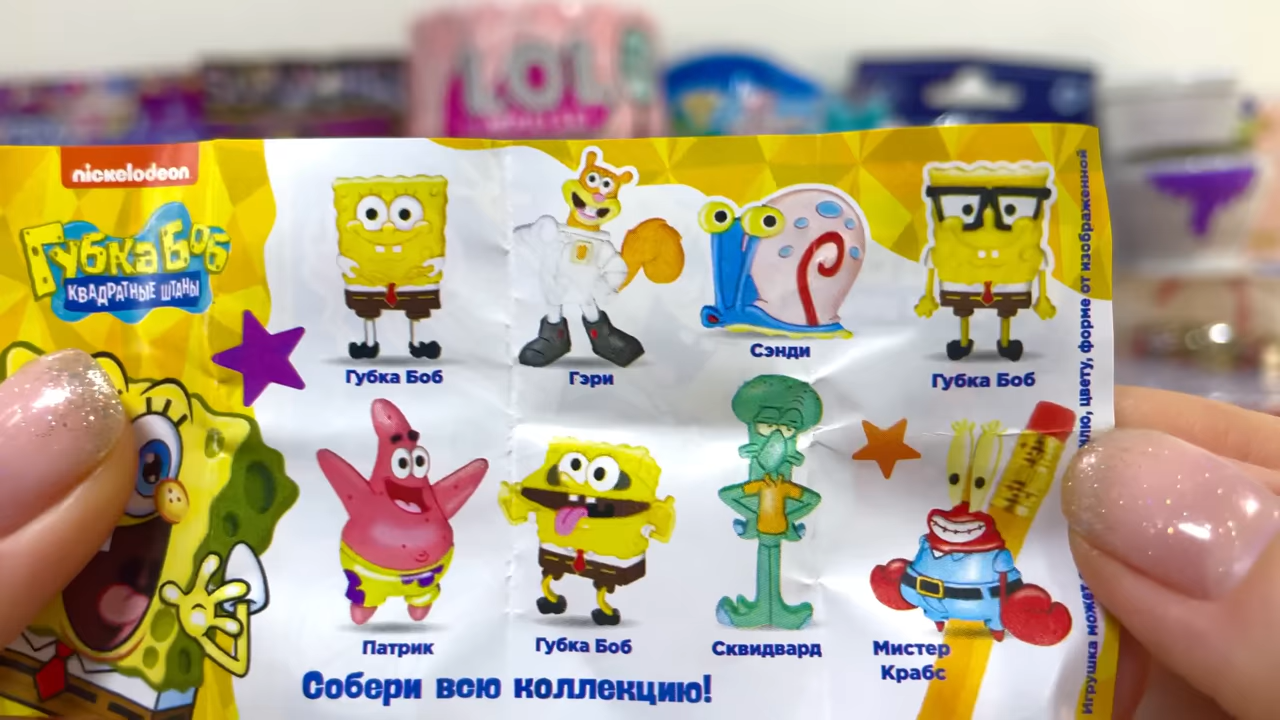 L.O.L
nickelodeon
Губка Боб
КВАДРАТНЫЕ ШТАНЫ
Губка Боб
Гэри
Сэнди
Губка Боб
Патрик
Губка Боб
Сквидвард
Мистер
Крабс
Собери всю коллекцию!
Игрушка может цвету, форме от изображенной